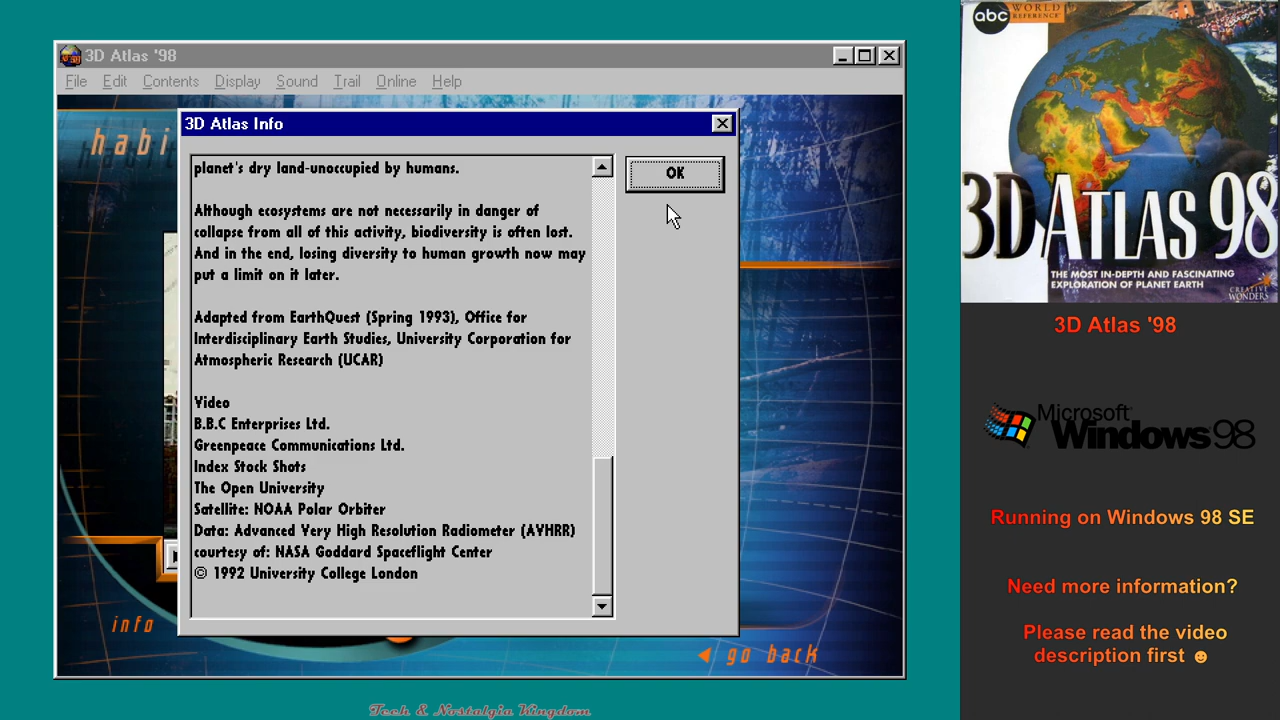 3D Atlas '98
File Edit Contents Display Sound Trail Online Help
habi
3D Atlas Info
planet's dry land-unoccupied by humans.
OK
Although ecosystems are not necessarily in danger of
collapse from all of this activity, biodiversity is often lost.
And in the end, losing diversity to human growth now may
put a limit on it later.
Adapted from EarthQuest (Spring 1993), Office for
Interdisciplinary Earth Studies, University Corporation for
Atmospheric Research (UCAR)
Video
B.B.C Enterprises Ltd.
Greenpeace Communications Ltd.
Index Stock Shots
The Open University
Satellite: NOAA Polar Orbiter
Data: Advanced Very High Resolution Radiometer (AVHRR)
courtesy of: NASA Goddard Spaceflight Center
© 1992 University College London
info
go back
Tech & Nostalgia Kingdom
abc WORLD
REFERENCE
3D ATLAS 98
THE MOST IN-DEPTH AND FASCINATING
EXPLORATION OF PLANET EARTH
CREATIVE
WONDERS
3D Atlas '98
Microsoft
Windows 98
Running on Windows 98 SE
Need more information?
Please read the video
description first ☻